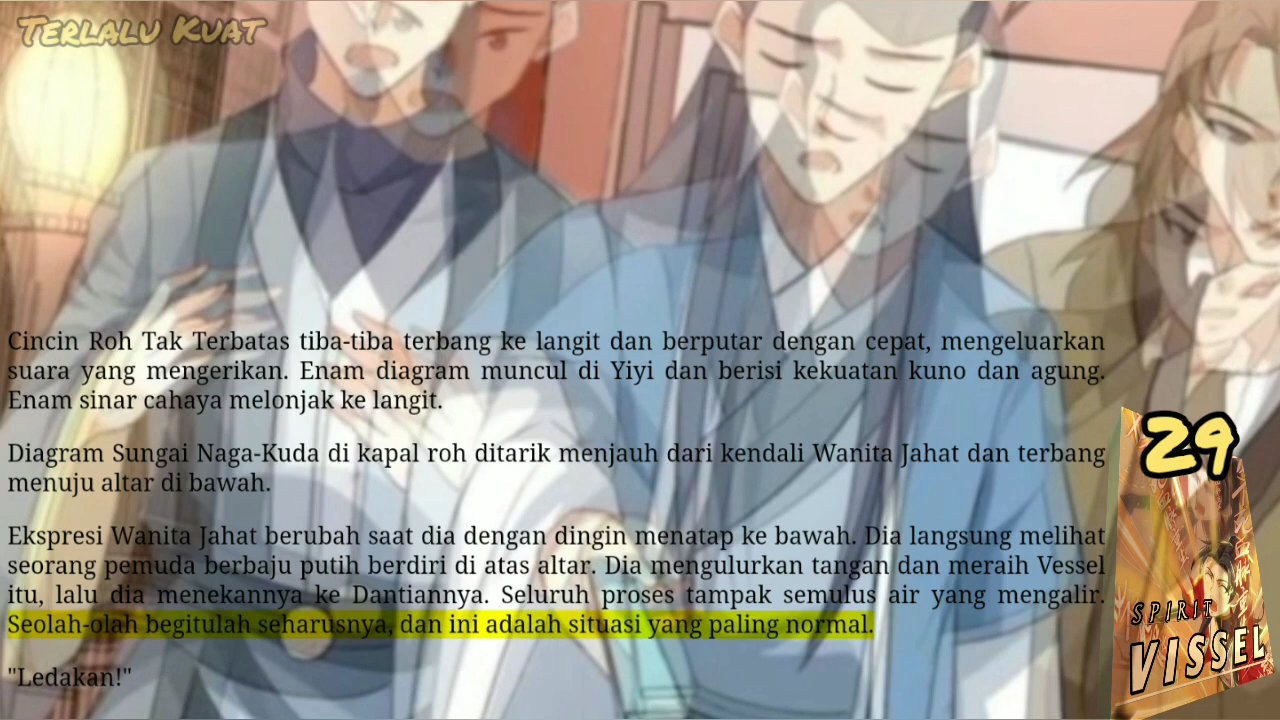 Terlalu Kuat
Cincin Roh Tak Terbatas tiba-tiba terbang ke langit dan berputar dengan cepat, mengeluarkan
suara yang mengerikan. Enam diagram muncul di Yiyi dan berisi kekuatan kuno dan agung.
Enam sinar cahaya melonjak ke langit.
Diagram Sungai Naga-Kuda di kapal roh ditarik menjauh dari kendali Wanita Jahat dan terbang
menuju altar di bawah.
Ekspresi Wanita Jahat berubah saat dia dengan dingin menatap ke bawah. Dia langsung melihat
seorang pemuda berbaju putih berdiri di atas altar. Dia mengulurkan tangan dan meraih Vessel
itu, lalu dia menekannya ke Dantiannya. Seluruh proses tampak semulus air yang mengalir.
Seolah-olah begitulah seharusnya, dan ini adalah situasi yang paling normal.
"Ledakan!"
29
SPIRIT
VISSEL